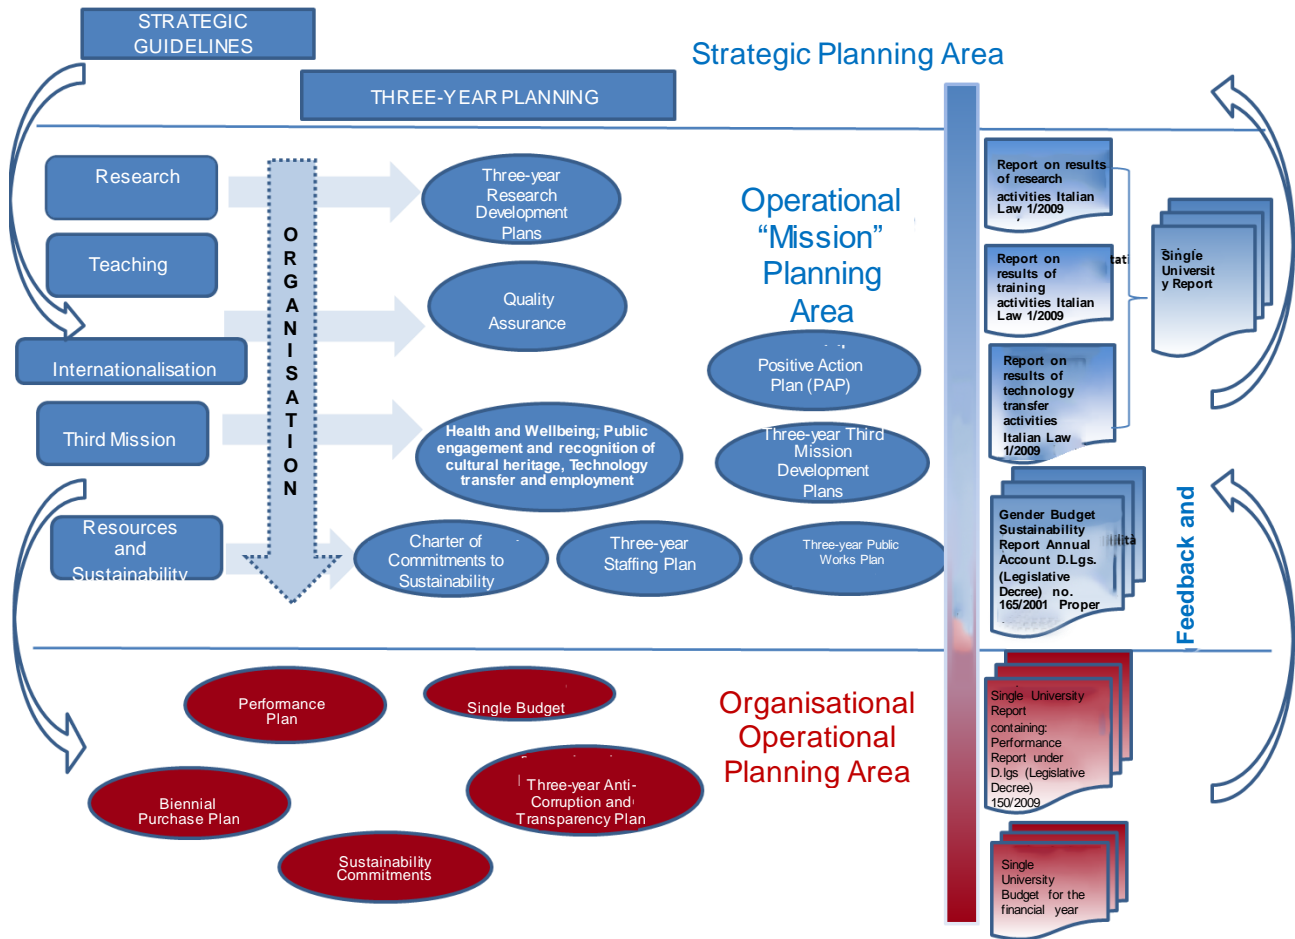 STRATEGIC
GUIDELINES
Strategic Planning Area
THREE-YEAR PLANNING
Research
Teaching
Internationalisation
Third Mission
Resources
and
Sustainability
ORGANISATION
Three-year
Research
Development
Plans
Quality
Assurance
Health and Wellbeing; Public
engagement and recognition of
cultural heritage, Technology
transfer and employment
Charter of
Commitments to
Sustainability
Three-year
Staffing Plan
Three-year Public
Works Plan
Operational
“Mission”
Planning
Area
Positive Action
Plan (PAP)
Three-year Third
Mission
Development
Plans
Report on results
of research
activities Italian
Law 1/2009
Report on
results of
training
activities Italian
Law 1/2009
tati
Report on
results of
technology
transfer
activities
Italian Law
1/2009
Single
Universit
y Report
Gender Budget
Sustainability
Report Annual
Account D.Lgs.
(Legislative
Decree) no.
165/2001 Proper
Feedback and
Performance
Plan
Single Budget
Biennial
Purchase Plan
Three-year Anti-
Corruption and
Transparency Plan
Sustainability
Commitments
Organisational
Operational
Planning Area
Single University
Report
containing:
Performance
Report under
D.lgs (Legislative
Decree)
150/2009
Single
University
Budget for the
financial year